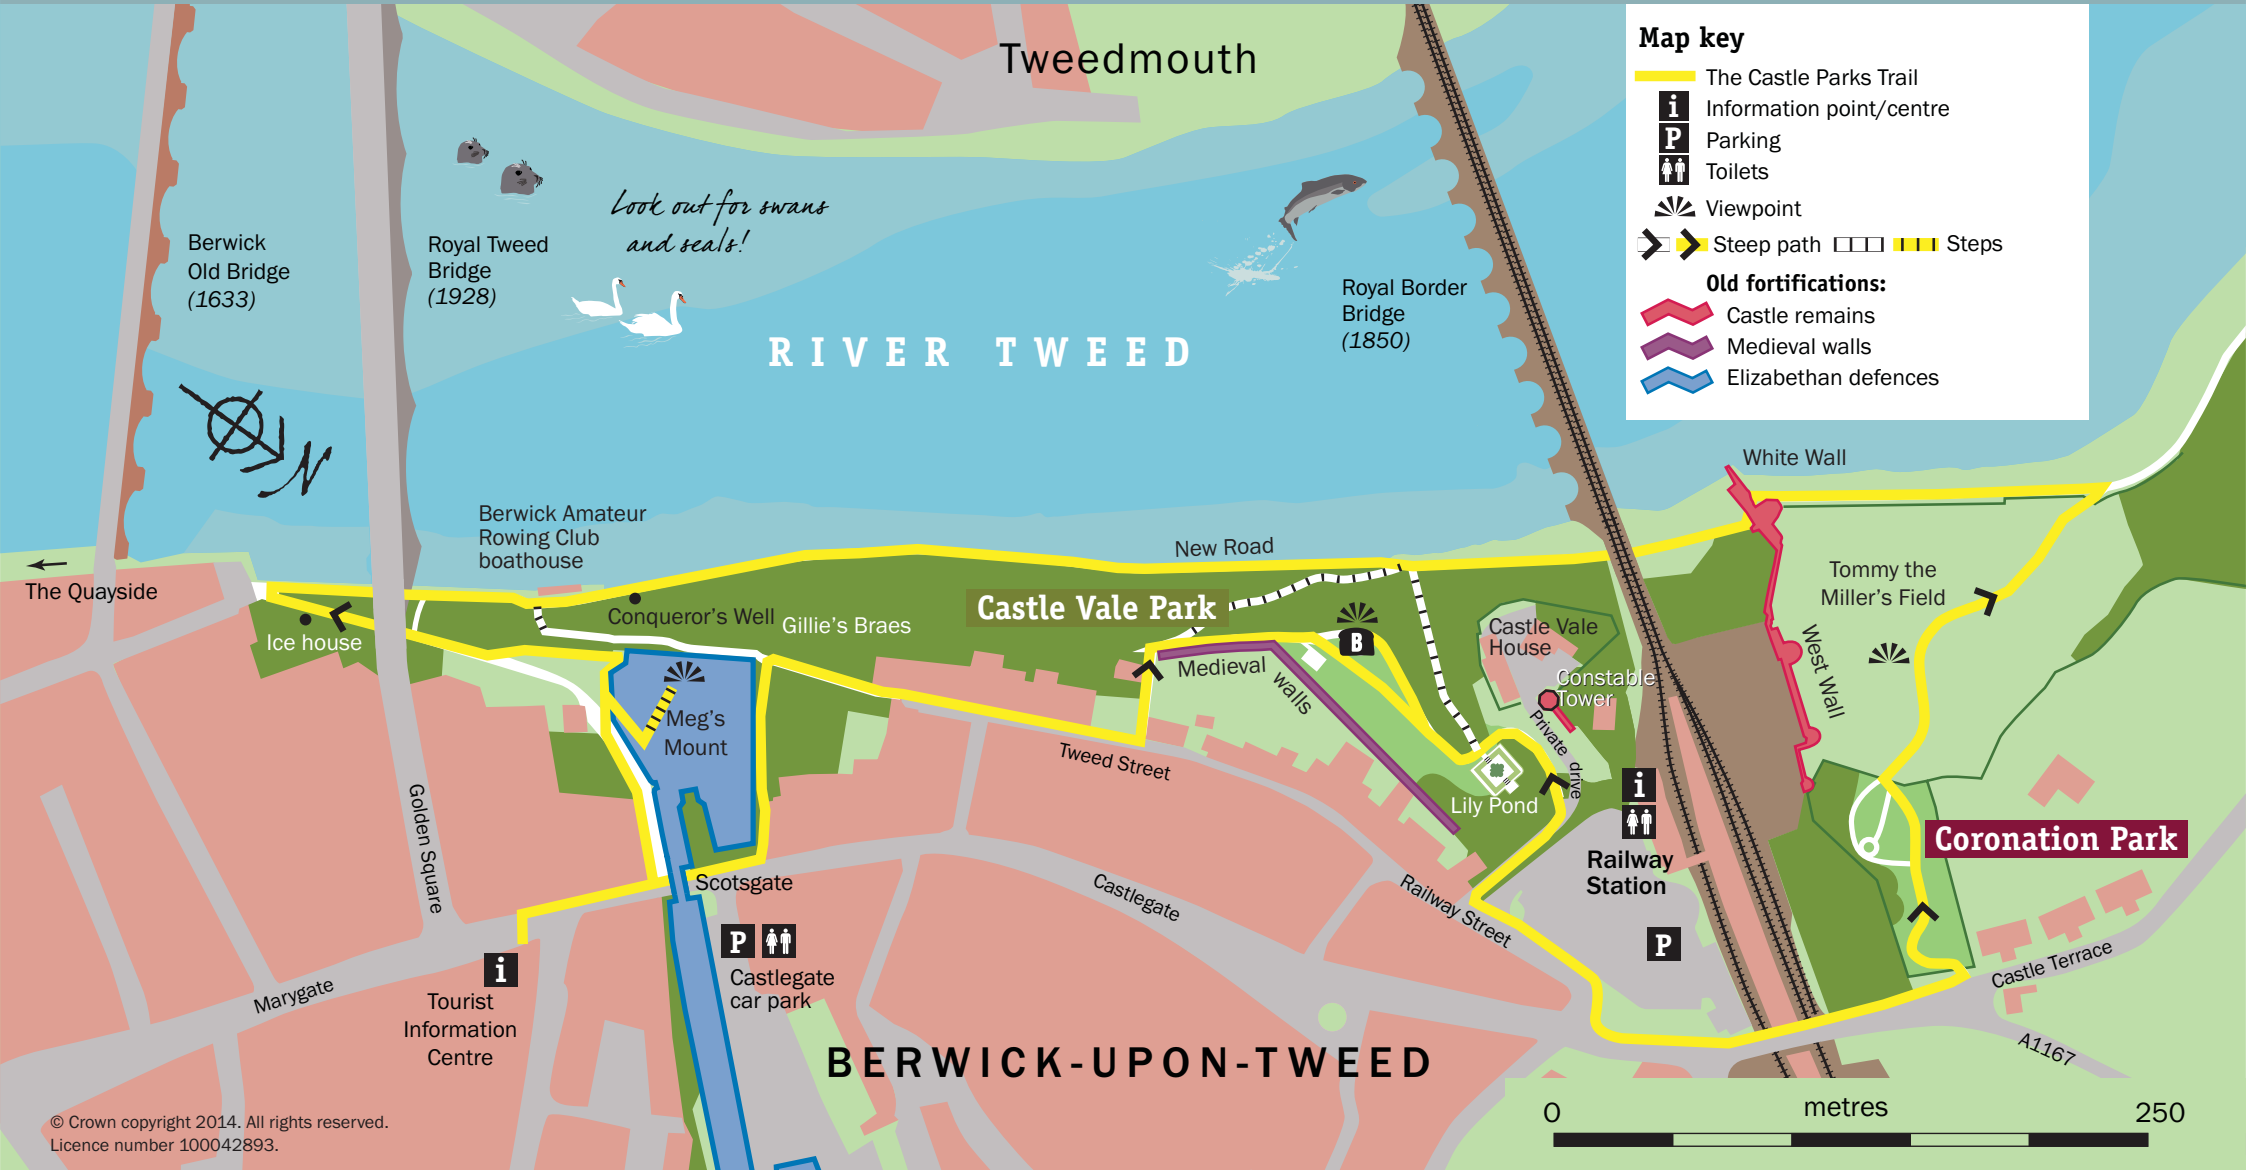 Tweedmouth
Map key
The Castle Parks Trail
i
Information point/centre
P
Parking
Toilets
Viewpoint
Steep path
Steps
Old fortifications:
Castle remains
Medieval walls
Elizabethan defences
Look out for swans
and seals!
Berwick
Old Bridge
(1633)
Royal Tweed
Bridge
(1928)
Royal Border
Bridge
(1850)
RIVER TWEED
N
White Wall
Berwick Amateur
Rowing Club
boathouse
New Road
The Quayside
Ice house
Conqueror's Well
Gillie's Braes
Castle Vale Park
B
Castle Vale
House
Constable
Tower
Tommy the
Miller's Field
West Wall
Medieval
walls
Meg's
Mount
Private drive
Tweed Street
Lily Pond
i
Railway
Station
Coronation Park
Golden Square
Scotsgate
Castlegate
Railway Street
P
P
Castlegate
car park
i
Tourist
Information
Centre
Marygate
Castle Terrace
A1167
BERWICK-UPON-TWEED
0
metres
250
© Crown copyright 2014. All rights reserved.
Licence number 100042893.